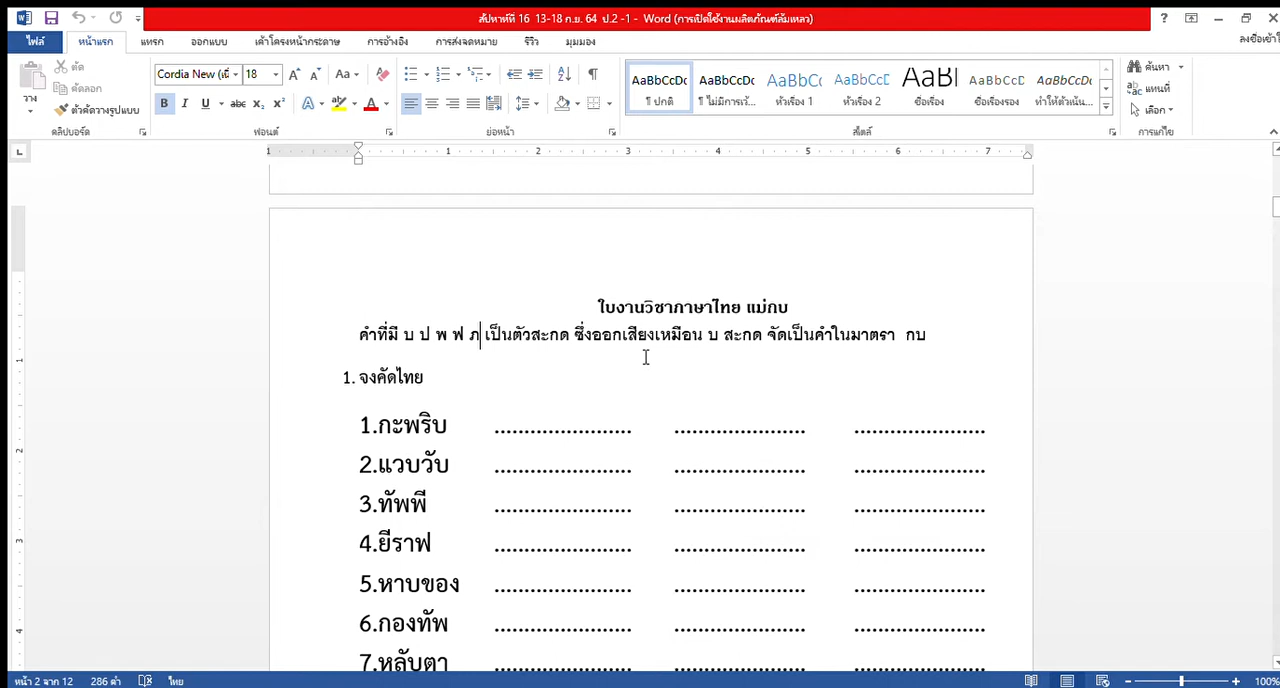 สัปดาห์ที่ 16  13-18 ก.ย. 64  ป.2 -1 -  Word (การเปิดใช้งานผลิตภัณฑ์ล้มเหลว)
ไฟล์ หน้าแรก แทรก ออกแบบ เค้าโครงหน้ากระดาษ การอ้างอิง การส่งจดหมาย รีวิว มุมมอง ลงชื่อเข้าใ
วาง ตัด คัดลอก ตัวคัดวางรูปแบบ
Cordia New (เนื้ 18
AaBbCcDc AaBbCcDc AaBbCc AaBbCcC AaBl AaBbCcD AaBbCcDc
¶ ปกติ ¶ ไม่มีการเว้... หัวเรื่อง 1 หัวเรื่อง 2 ชื่อเรื่อง ชื่อเรื่องรอง ทำให้ตัวเน้น...
ค้นหา
แทนที่
เลือก
คลิปบอร์ด ฟอนต์ ย่อหน้า สไตล์ การแก้ไข
ใบงานวิชาภาษาไทย แม่กบ
คำที่มี บ ป พ ฟ ภ เป็นตัวสะกด ซึ่งออกเสียงเหมือน บ สะกด จัดเป็นคำในมาตรา  กบ
1. จงคัดไทย
1.กะพริบ ...................... ...................... ......................
2.แวบวับ ...................... ...................... ......................
3.ทัพพี ...................... ...................... ......................
4.ยีราฟ ...................... ...................... ......................
5.หาบของ ...................... ...................... ......................
6.กองทัพ ...................... ...................... ......................
7.หลับตา ...................... ...................... ......................
หน้า 2 จาก 12 286 คำ ไทย 100%